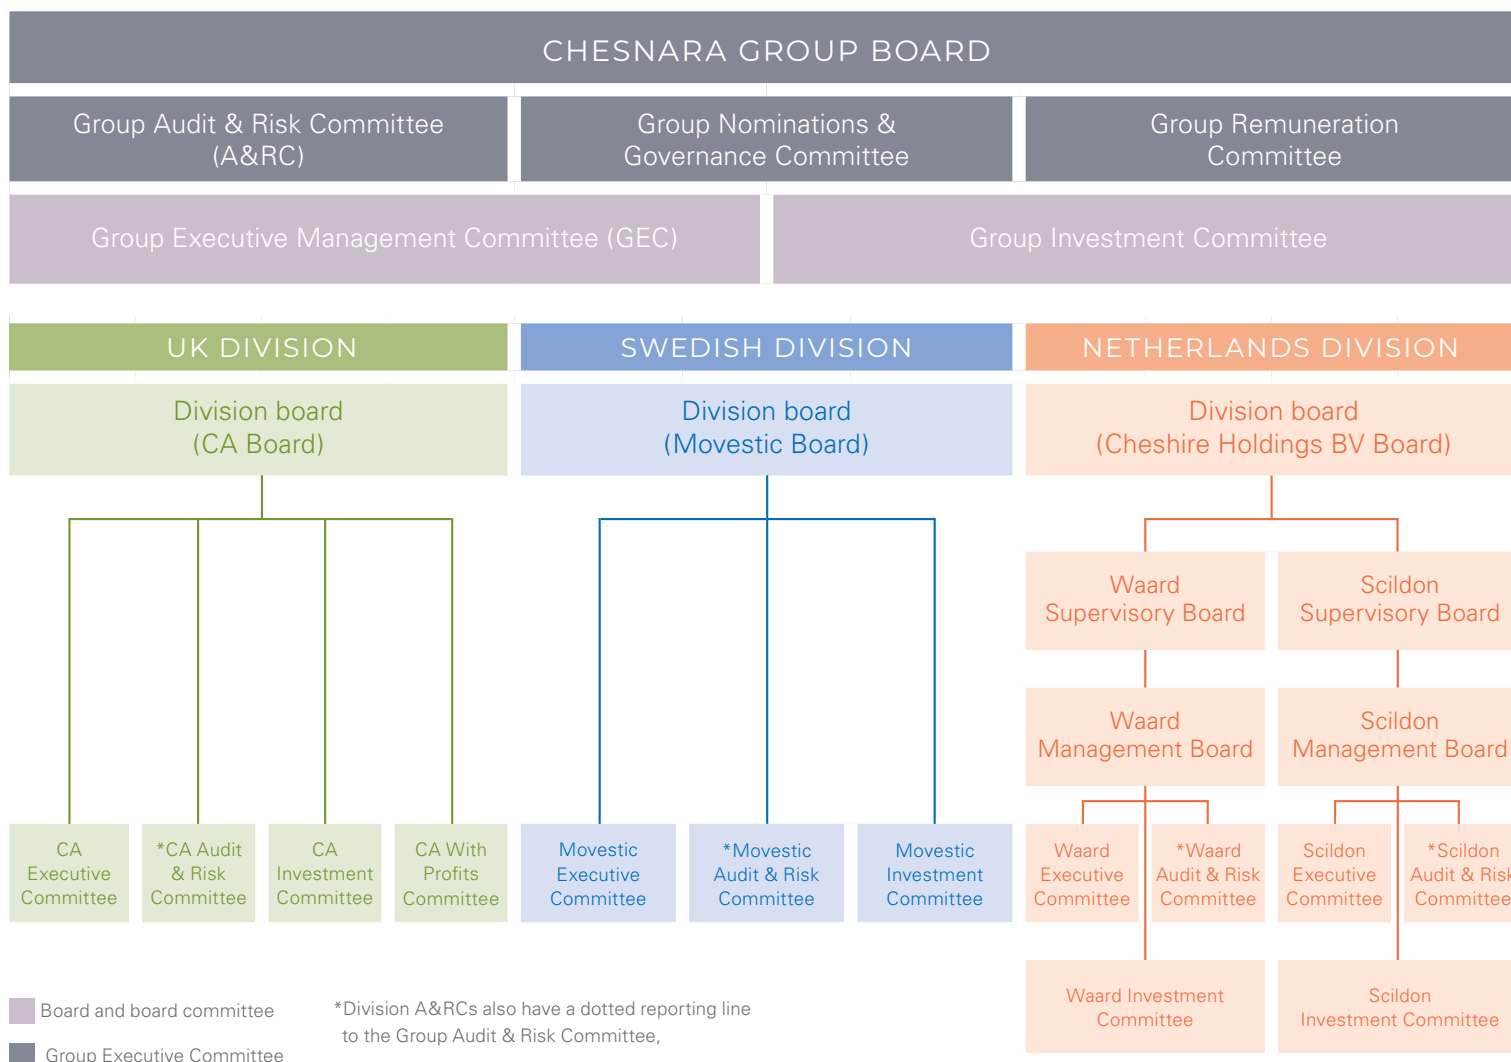 CHESNARA GROUP BOARD
Group Audit & Risk Committee
(A&RC)
Group Nominations &
Governance Committee
Group Remuneration
Committee
Group Executive Management Committee (GEC)
Group Investment Committee
UK DIVISION
SWEDISH DIVISION
NETHERLANDS DIVISION
Division board
(CA Board)
Division board
(Movestic Board)
Division board
(Cheshire Holdings BV Board)
Waard
Supervisory Board
Scildon
Supervisory Board
Waard
Management Board
Scildon
Management Board
CA
Executive
Committee
*CA Audit
& Risk
Committee
CA
Investment
Committee
CA With
Profits
Committee
Movestic
Executive
Committee
*Movestic
Audit & Risk
Committee
Movestic
Investment
Committee
Waard
Executive
Committee
*Waard
Audit & Risk
Committee
Scildon
Executive
Committee
*Scildon
Audit & Risk
Committee
Waard Investment
Committee
Scildon
Investment Committee
Board and board committee
Group Executive Committee
*Division A&RCs also have a dotted reporting line
to the Group Audit & Risk Committee,